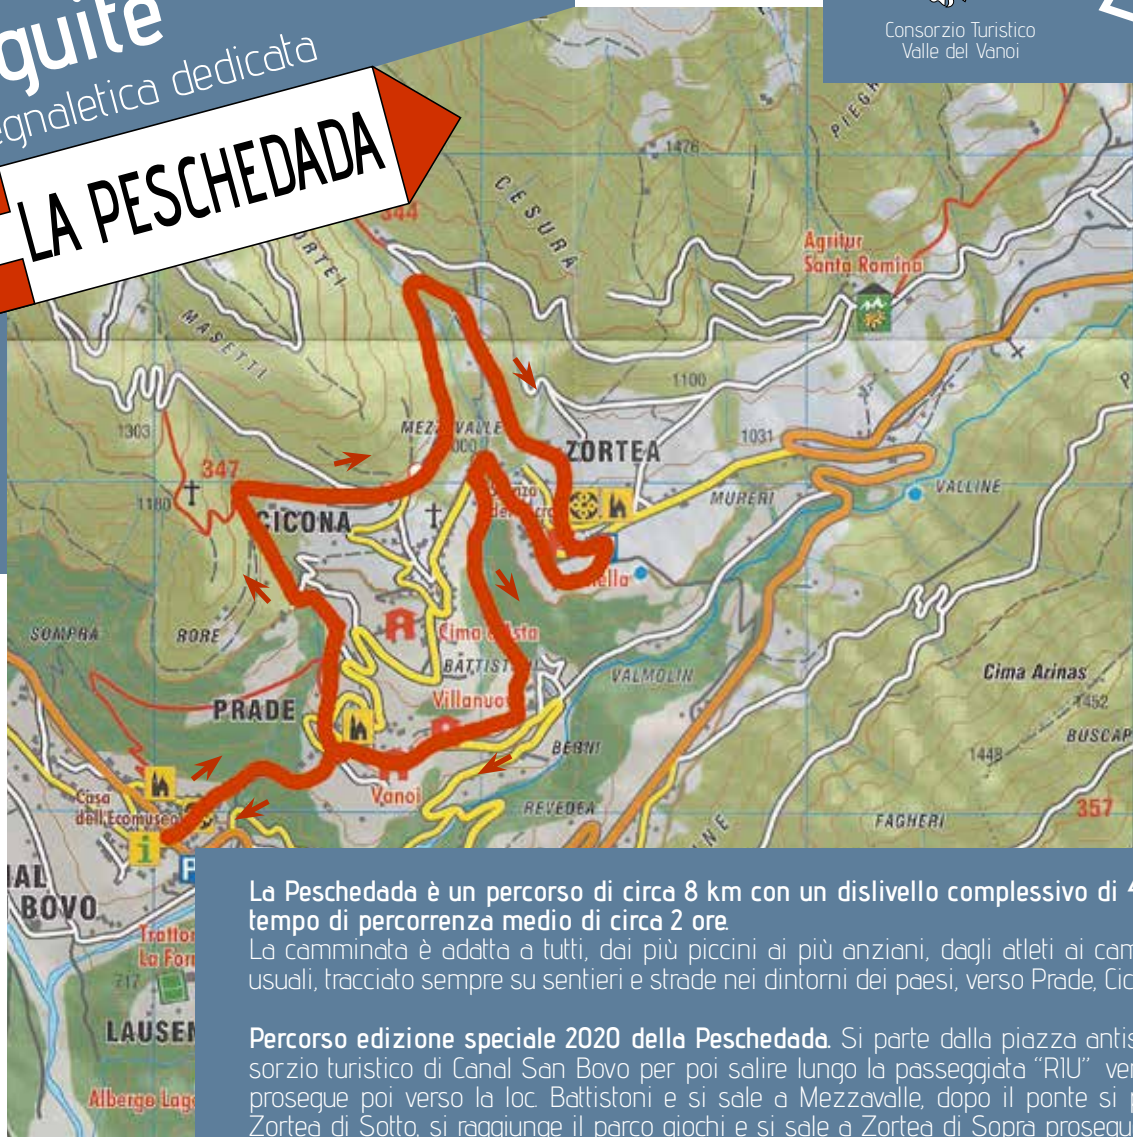 guite
egnaletica dedicata
LA PESCHEDADA
Consorzio Turistico
Valle del Vanoi
344
1476
CESURA
Agritur
Santa Romina
MASETTI
1303
1180
347
MEZZAVALLE
1100
ZORTEA
1031
MURERI
VALLINE
CICONA
SOMPRA
RORE
Cima
BATTIST
VALMOLIN
Cima Arinas
1452
PRADE
Villanuo
BERNI
1448
BUSCAP
Casa
dell'Ecomuseo
Vanoi
REVEDEA
FAGHERI
357
i
P
BOVO
Trattor
La For
717
LAUSEN
Albergo Lag
La Peschedada è un percorso di circa 8 km con un dislivello complessivo di 4
tempo di percorrenza medio di circa 2 ore.
La camminata è adatta a tutti, dai più piccini ai più anziani, dagli atleti ai cam
usuali, tracciato sempre su sentieri e strade nei dintorni dei paesi, verso Prade, Cic
Percorso edizione speciale 2020 della Peschedada. Si parte dalla piazza antis
sorzio turistico di Canal San Bovo per poi salire lungo la passeggiata “RIU” ver
prosegue poi verso la loc. Battistoni e si sale a Mezzavalle, dopo il ponte si p
Zortea di Sotto, si raggiunge il parco giochi e si sale a Zortea di Sopra prosegu